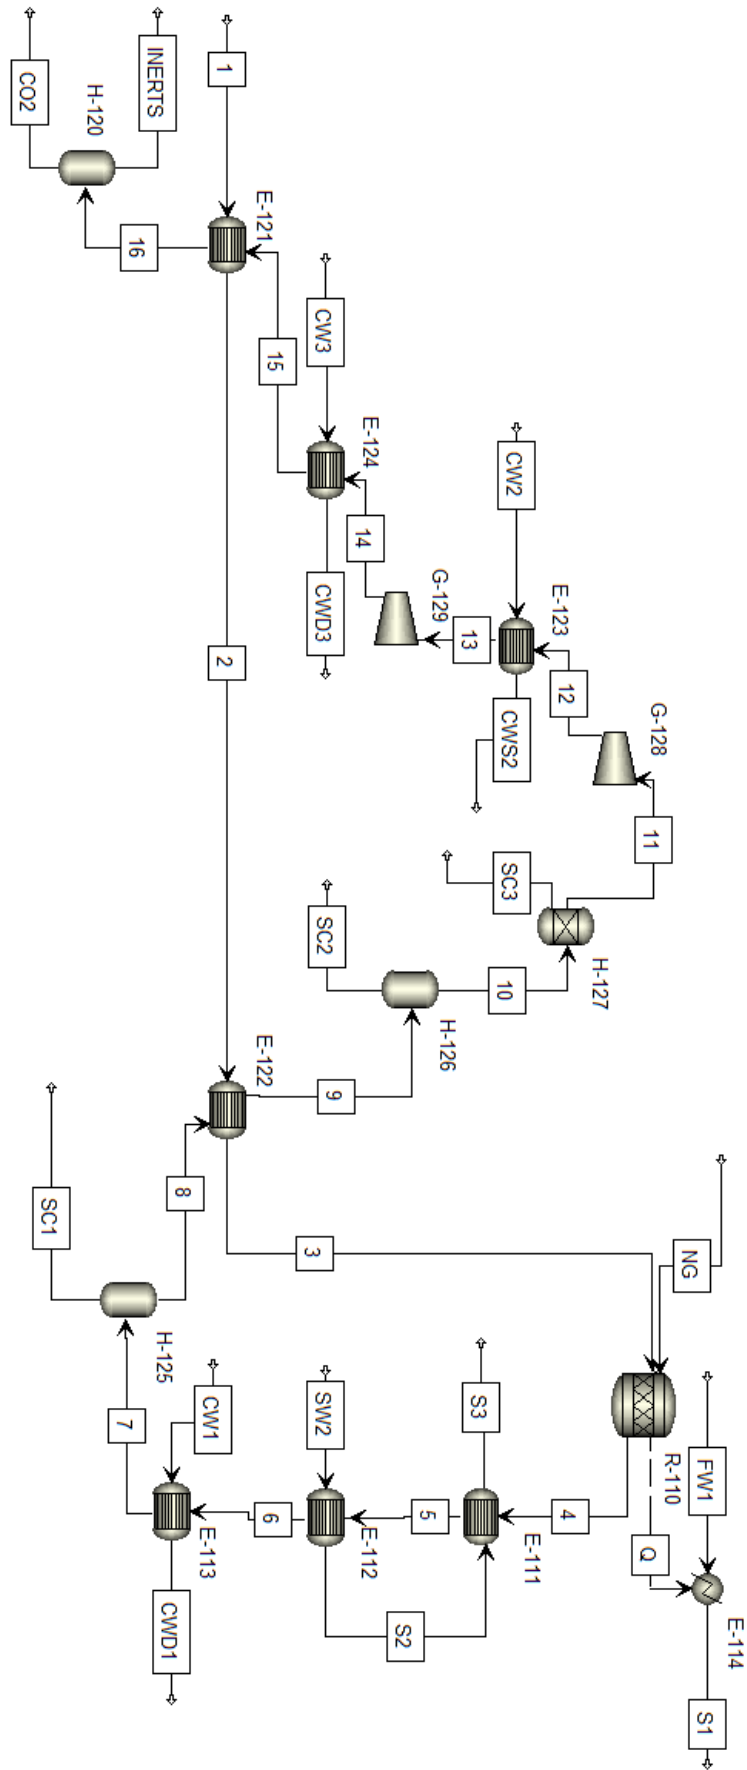 1
E-121
16
H-120
INERTS
CO2
15
CW3
E-124
14
CWD3
G-129
13
CW2
E-123
12
CWS2
G-128
11
SC3
H-127
10
SC2
H-126
9
2
E-122
8
SC1
H-125
7
3
NG
R-110
FW1
Q
E-114
S1
4
E-111
S3
5
S2
SW2
E-112
6
CW1
E-113
CWD1